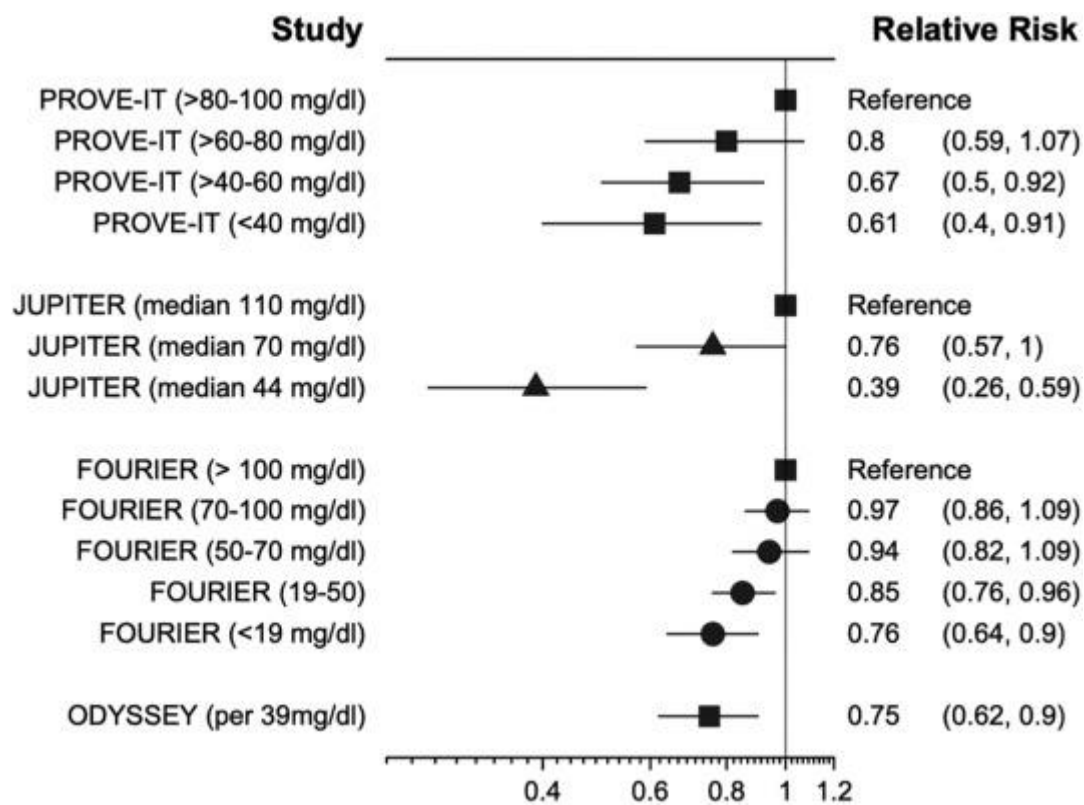 Study Relative Risk
PROVE-IT (>80-100 mg/dl) Reference
PROVE-IT (>60-80 mg/dl) 0.8 (0.59, 1.07)
PROVE-IT (>40-60 mg/dl) 0.67 (0.5, 0.92)
PROVE-IT (<40 mg/dl) 0.61 (0.4, 0.91)
JUPITER (median 110 mg/dl) Reference
JUPITER (median 70 mg/dl) 0.76 (0.57, 1)
JUPITER (median 44 mg/dl) 0.39 (0.26, 0.59)
FOURIER (> 100 mg/dl) Reference
FOURIER (70-100 mg/dl) 0.97 (0.86, 1.09)
FOURIER (50-70 mg/dl) 0.94 (0.82, 1.09)
FOURIER (19-50) 0.85 (0.76, 0.96)
FOURIER (<19 mg/dl) 0.76 (0.64, 0.9)
ODYSSEY (per 39mg/dl) 0.75 (0.62, 0.9)
0.4 0.6 0.8 1 1.2